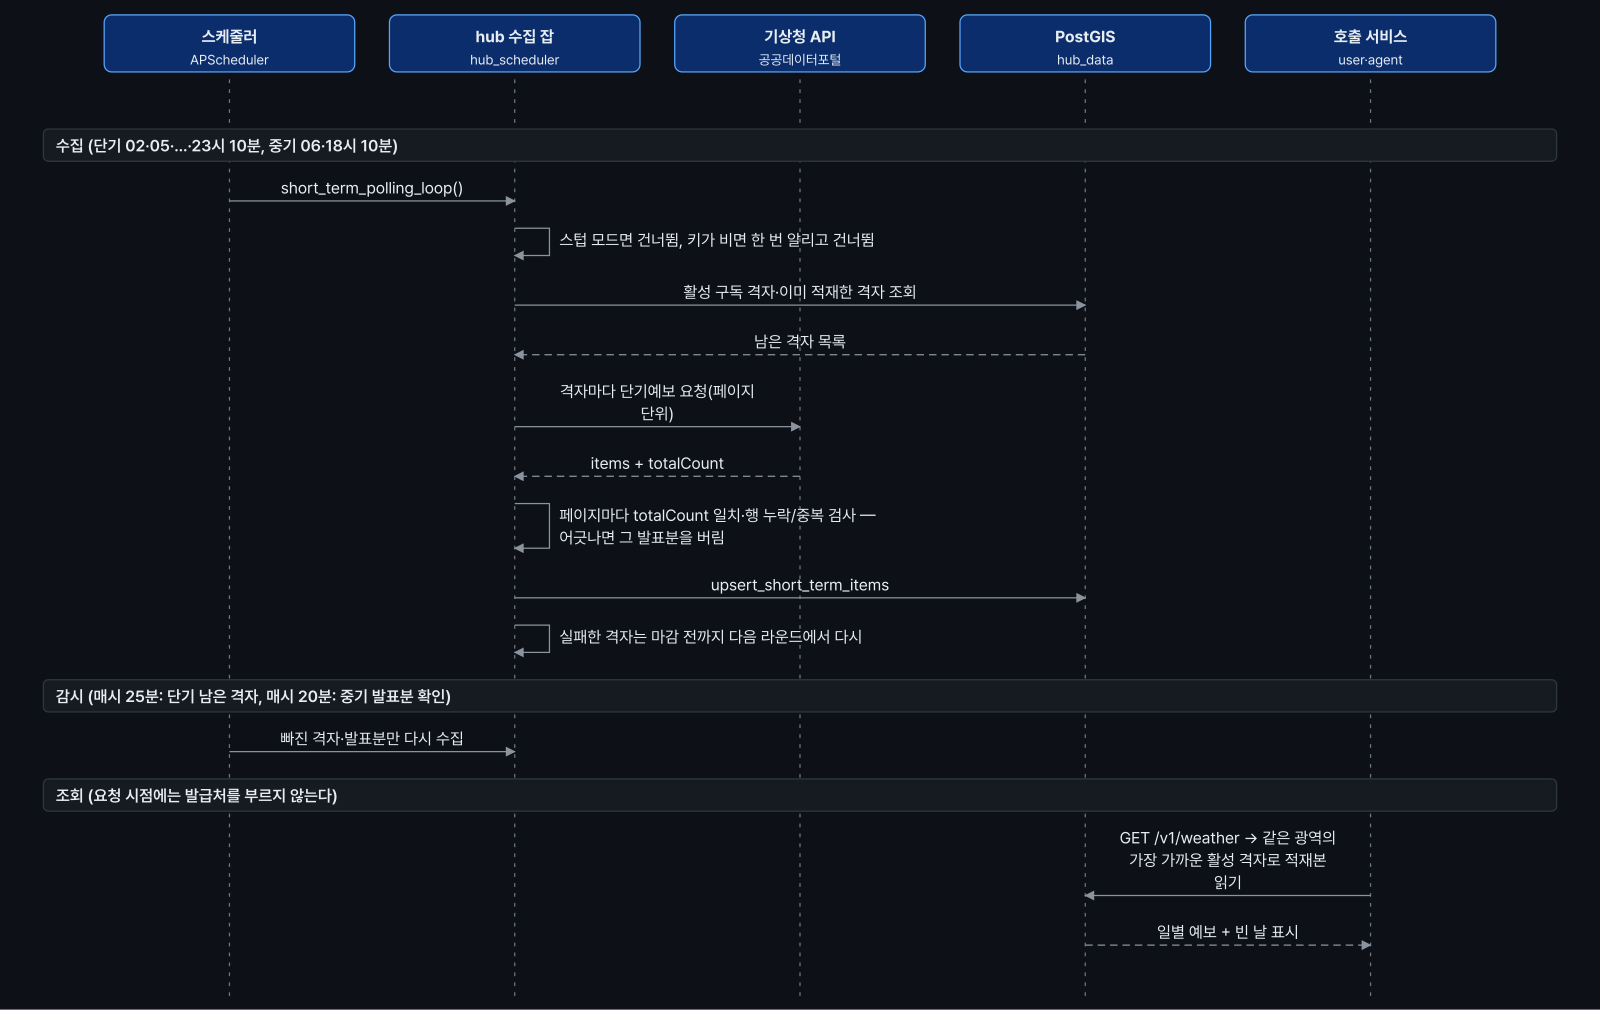 스케줄러
APScheduler
hub 수집 잡
hub_scheduler
기상청 API
공공데이터포털
PostGIS
hub_data
호출 서비스
user·agent
수집 (단기 02·05·…·23시 10분, 중기 06·18시 10분)
short_term_polling_loop()
스텁 모드면 건너뜀, 키가 비면 한 번 알리고 건너뜀
활성 구독 격자·이미 적재한 격자 조회
남은 격자 목록
격자마다 단기예보 요청(페이지
단위)
items + totalCount
페이지마다 totalCount 일치·행 누락/중복 검사 —
어긋나면 그 발표분을 버림
upsert_short_term_items
실패한 격자는 마감 전까지 다음 라운드에서 다시
감시 (매시 25분: 단기 남은 격자, 매시 20분: 중기 발표분 확인)
빠진 격자·발표분만 다시 수집
조회 (요청 시점에는 발급처를 부르지 않는다)
GET /v1/weather → 같은 광역의
가장 가까운 활성 격자로 적재본
읽기
일별 예보 + 빈 날 표시